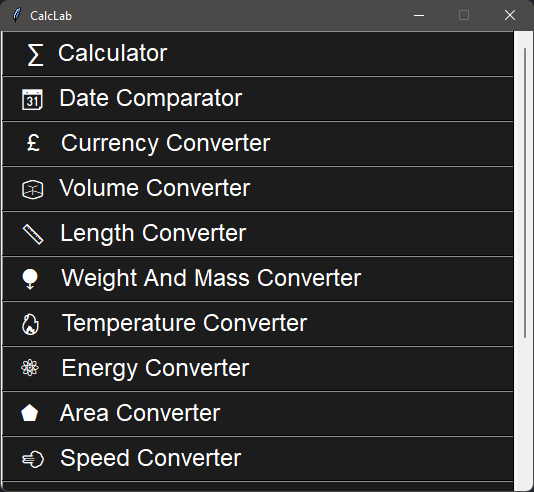 CalcLab
∑ Calculator
31 Date Comparator
£ Currency Converter
Volume Converter
Length Converter
Weight And Mass Converter
Temperature Converter
Energy Converter
Area Converter
Speed Converter